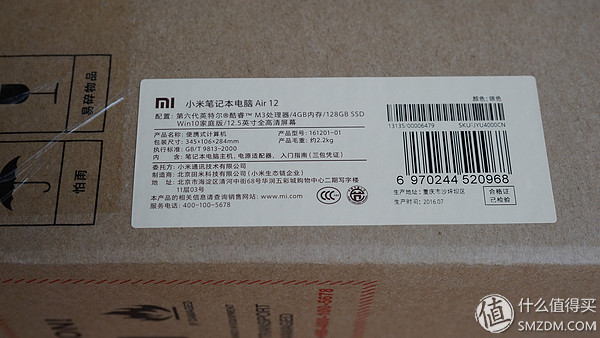 易碎物品
怕雨
mi 小米笔记本电脑 Air 12
配置: 第六代英特尔®酷睿™ M3处理器/4GB内存/128GB SSD
Win10家庭版/12.5英寸全高清屏幕
品名: 便携式计算机
产品型号: 161201-01
包装尺寸: 345×106×284mm
产品毛重: 约2.2kg
执行标准: GB/T 9813-2000
内 含: 笔记本电脑主机, 电源适配器, 入门指南(三包凭证)
委托方: 小米通讯技术有限公司
制造商: 北京田米科技有限公司 (小米生态链企业)
地 址: 北京市海淀区清河中街68号华润五彩城购物中心二期写字楼
11层03号
产品的相关信息请查询官方网站: www.mi.com
售后服务电话: 400-100-5678
颜色: 银色
13135/00006479
SKU:JYU4000CN
6 970244 520968
生产地址: 重庆市沙坪坝区
生产日期: 2016.07
合格证
已检验
值 什么值得买
SMZDM.COM